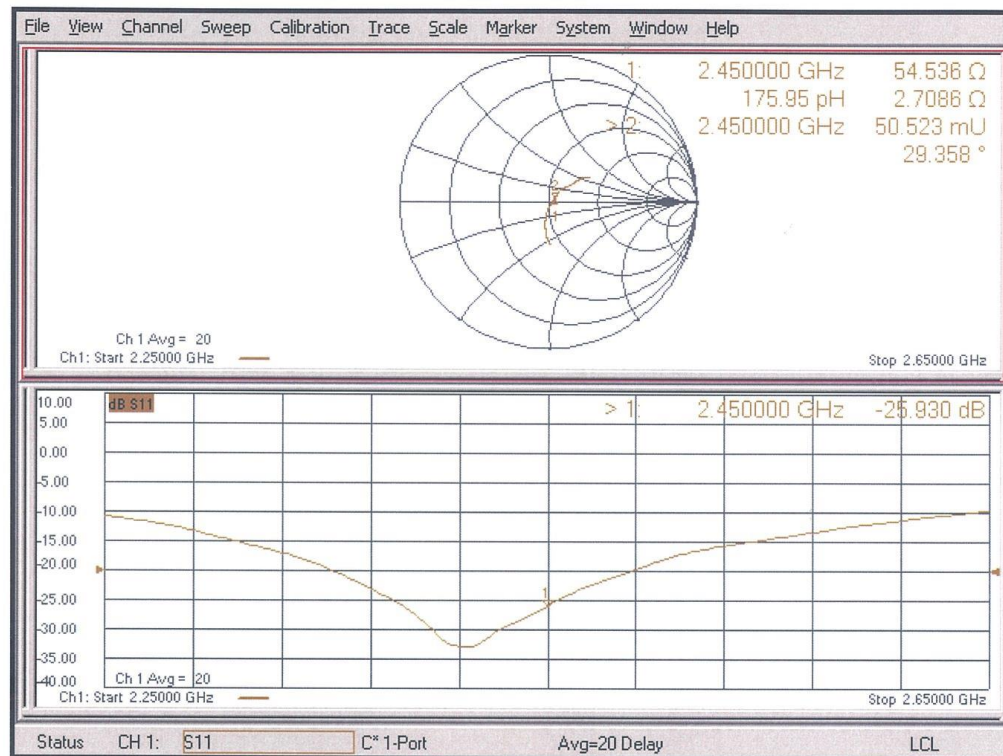 File View Channel Sweep Calibration Trace Scale Marker System Window Help
1: 2.450000 GHz 54.536 Ω
175.95 pH 2.7086 Ω
> 2: 2.450000 GHz 50.523 mU
29.358 °
2
1
Ch 1 Avg = 20
Ch1: Start 2.25000 GHz Stop 2.65000 GHz
10.00 dB S11 > 1: 2.450000 GHz -25.930 dB
5.00
0.00
-5.00
-10.00
-15.00
-20.00
-25.00
1
-30.00
-35.00
-40.00 Ch 1 Avg = 20
Ch1: Start 2.25000 GHz Stop 2.65000 GHz
Status CH 1: S11 C* 1-Port Avg=20 Delay LCL